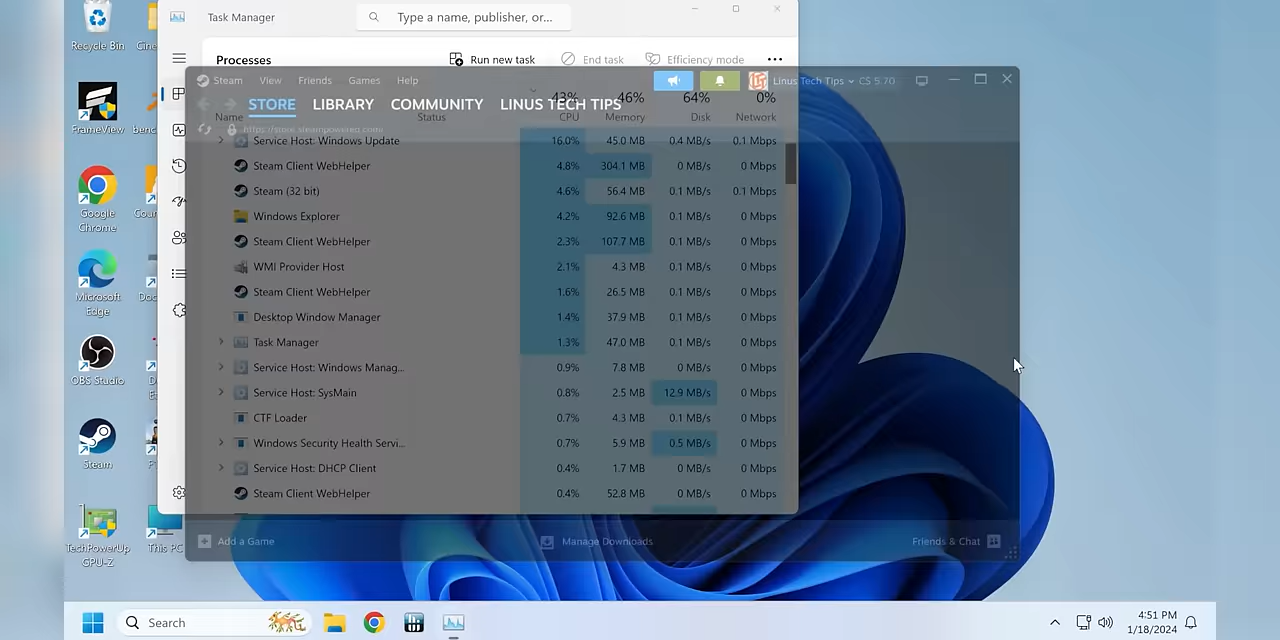 Recycle Bin
Cine
FrameView
benc
Google
Chrome
Cour
Microsoft
Edge
Doc
OBS Studio
Steam
TechPowerUp
GPU-Z
This PC
Task Manager
Type a name, publisher, or...
Processes
Run new task
End task
Efficiency mode
Steam
View
Friends
Games
Help
Linus Tech Tips
CS 5.70
STORE
LIBRARY
COMMUNITY
LINUS TECH TIPS
https://store.steampowered.com
43% 46% 64% 0%
Name Status CPU Memory Disk Network
Service Host: Windows Update 16.0% 45.0 MB 0.4 MB/s 0.1 Mbps
Steam Client WebHelper 4.8% 304.1 MB 0 MB/s 0 Mbps
Steam (32 bit) 4.6% 56.4 MB 0.1 MB/s 0.1 Mbps
Windows Explorer 4.2% 92.6 MB 0.1 MB/s 0 Mbps
Steam Client WebHelper 2.3% 107.7 MB 0.1 MB/s 0 Mbps
WMI Provider Host 2.1% 4.3 MB 0.1 MB/s 0 Mbps
Steam Client WebHelper 1.6% 26.5 MB 0.1 MB/s 0 Mbps
Desktop Window Manager 1.4% 37.9 MB 0.1 MB/s 0 Mbps
Task Manager 1.3% 47.0 MB 0.1 MB/s 0 Mbps
Service Host: Windows Manag... 0.9% 7.8 MB 0 MB/s 0 Mbps
Service Host: SysMain 0.8% 2.5 MB 12.9 MB/s 0 Mbps
CTF Loader 0.7% 4.3 MB 0.1 MB/s 0 Mbps
Windows Security Health Servi... 0.7% 5.9 MB 0.5 MB/s 0 Mbps
Service Host: DHCP Client 0.4% 1.7 MB 0 MB/s 0 Mbps
Steam Client WebHelper 0.4% 52.8 MB 0 MB/s 0 Mbps
Add a Game
Manage Downloads
Friends & Chat
Search
4:51 PM
1/18/2024